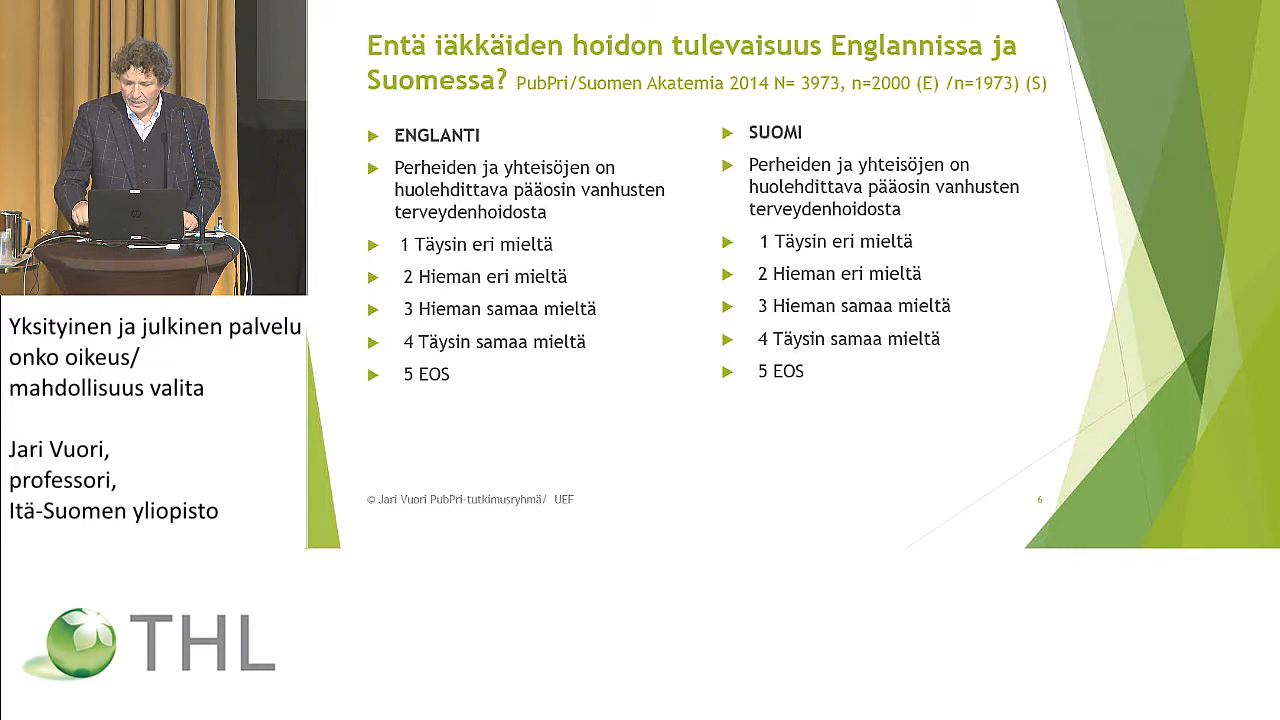 Entä iäkkäiden hoidon tulevaisuus Englannissa ja
Suomessa? PubPri/Suomen Akatemia 2014 N= 3973, n=2000 (E) /n=1973) (S)
ENGLANTI
Perheiden ja yhteisöjen on
huolehdittava pääosin vanhusten
terveydenhoidosta
1 Täysin eri mieltä
2 Hieman eri mieltä
3 Hieman samaa mieltä
4 Täysin samaa mieltä
5 EOS
SUOMI
Perheiden ja yhteisöjen on
huolehdittava pääosin vanhusten
terveydenhoidosta
1 Täysin eri mieltä
2 Hieman eri mieltä
3 Hieman samaa mieltä
4 Täysin samaa mieltä
5 EOS
© Jari Vuori PubPri-tutkimusryhmä/ UEF
6
Yksityinen ja julkinen palvelu
onko oikeus/
mahdollisuus valita
Jari Vuori,
professori,
Itä-Suomen yliopisto
THL